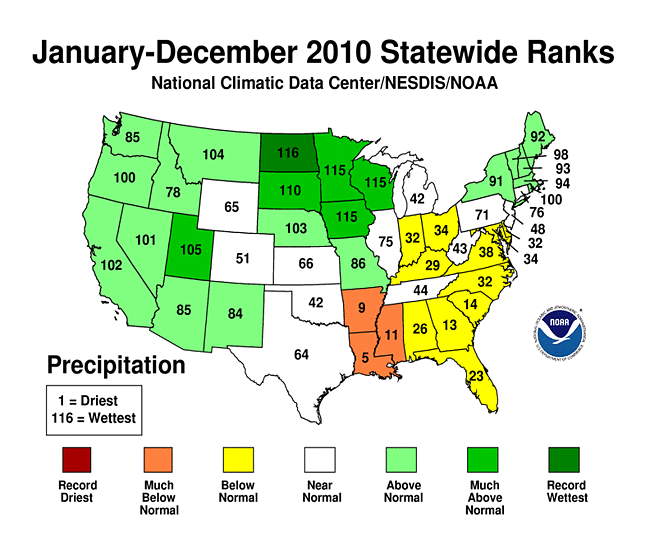 January-December 2010 Statewide Ranks
National Climatic Data Center/NESDIS/NOAA
85
104
116
115
92
98
93
94
100
76
48
32
34
100
78
65
110
115
42
91
71
115
103
101
102
105
51
66
86
75
32
34
43
38
29
32
44
14
85
84
42
9
11
26
13
64
5
23
NOAA
Precipitation
1 = Driest
116 = Wettest
Record
Driest
Much
Below
Normal
Below
Normal
Near
Normal
Above
Normal
Much
Above
Normal
Record
Wettest